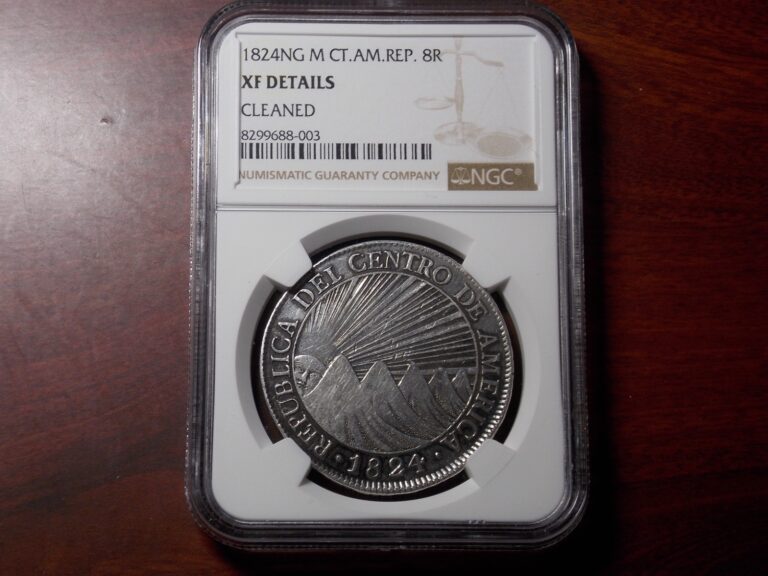 1824NG M CT.AM.REP. 8R
XF DETAILS
CLEANED
8299688-003
NUMISMATIC GUARANTY COMPANY
NGC®
REPUBLICA DEL CENTRO DE AMERICA
· 1824 ·